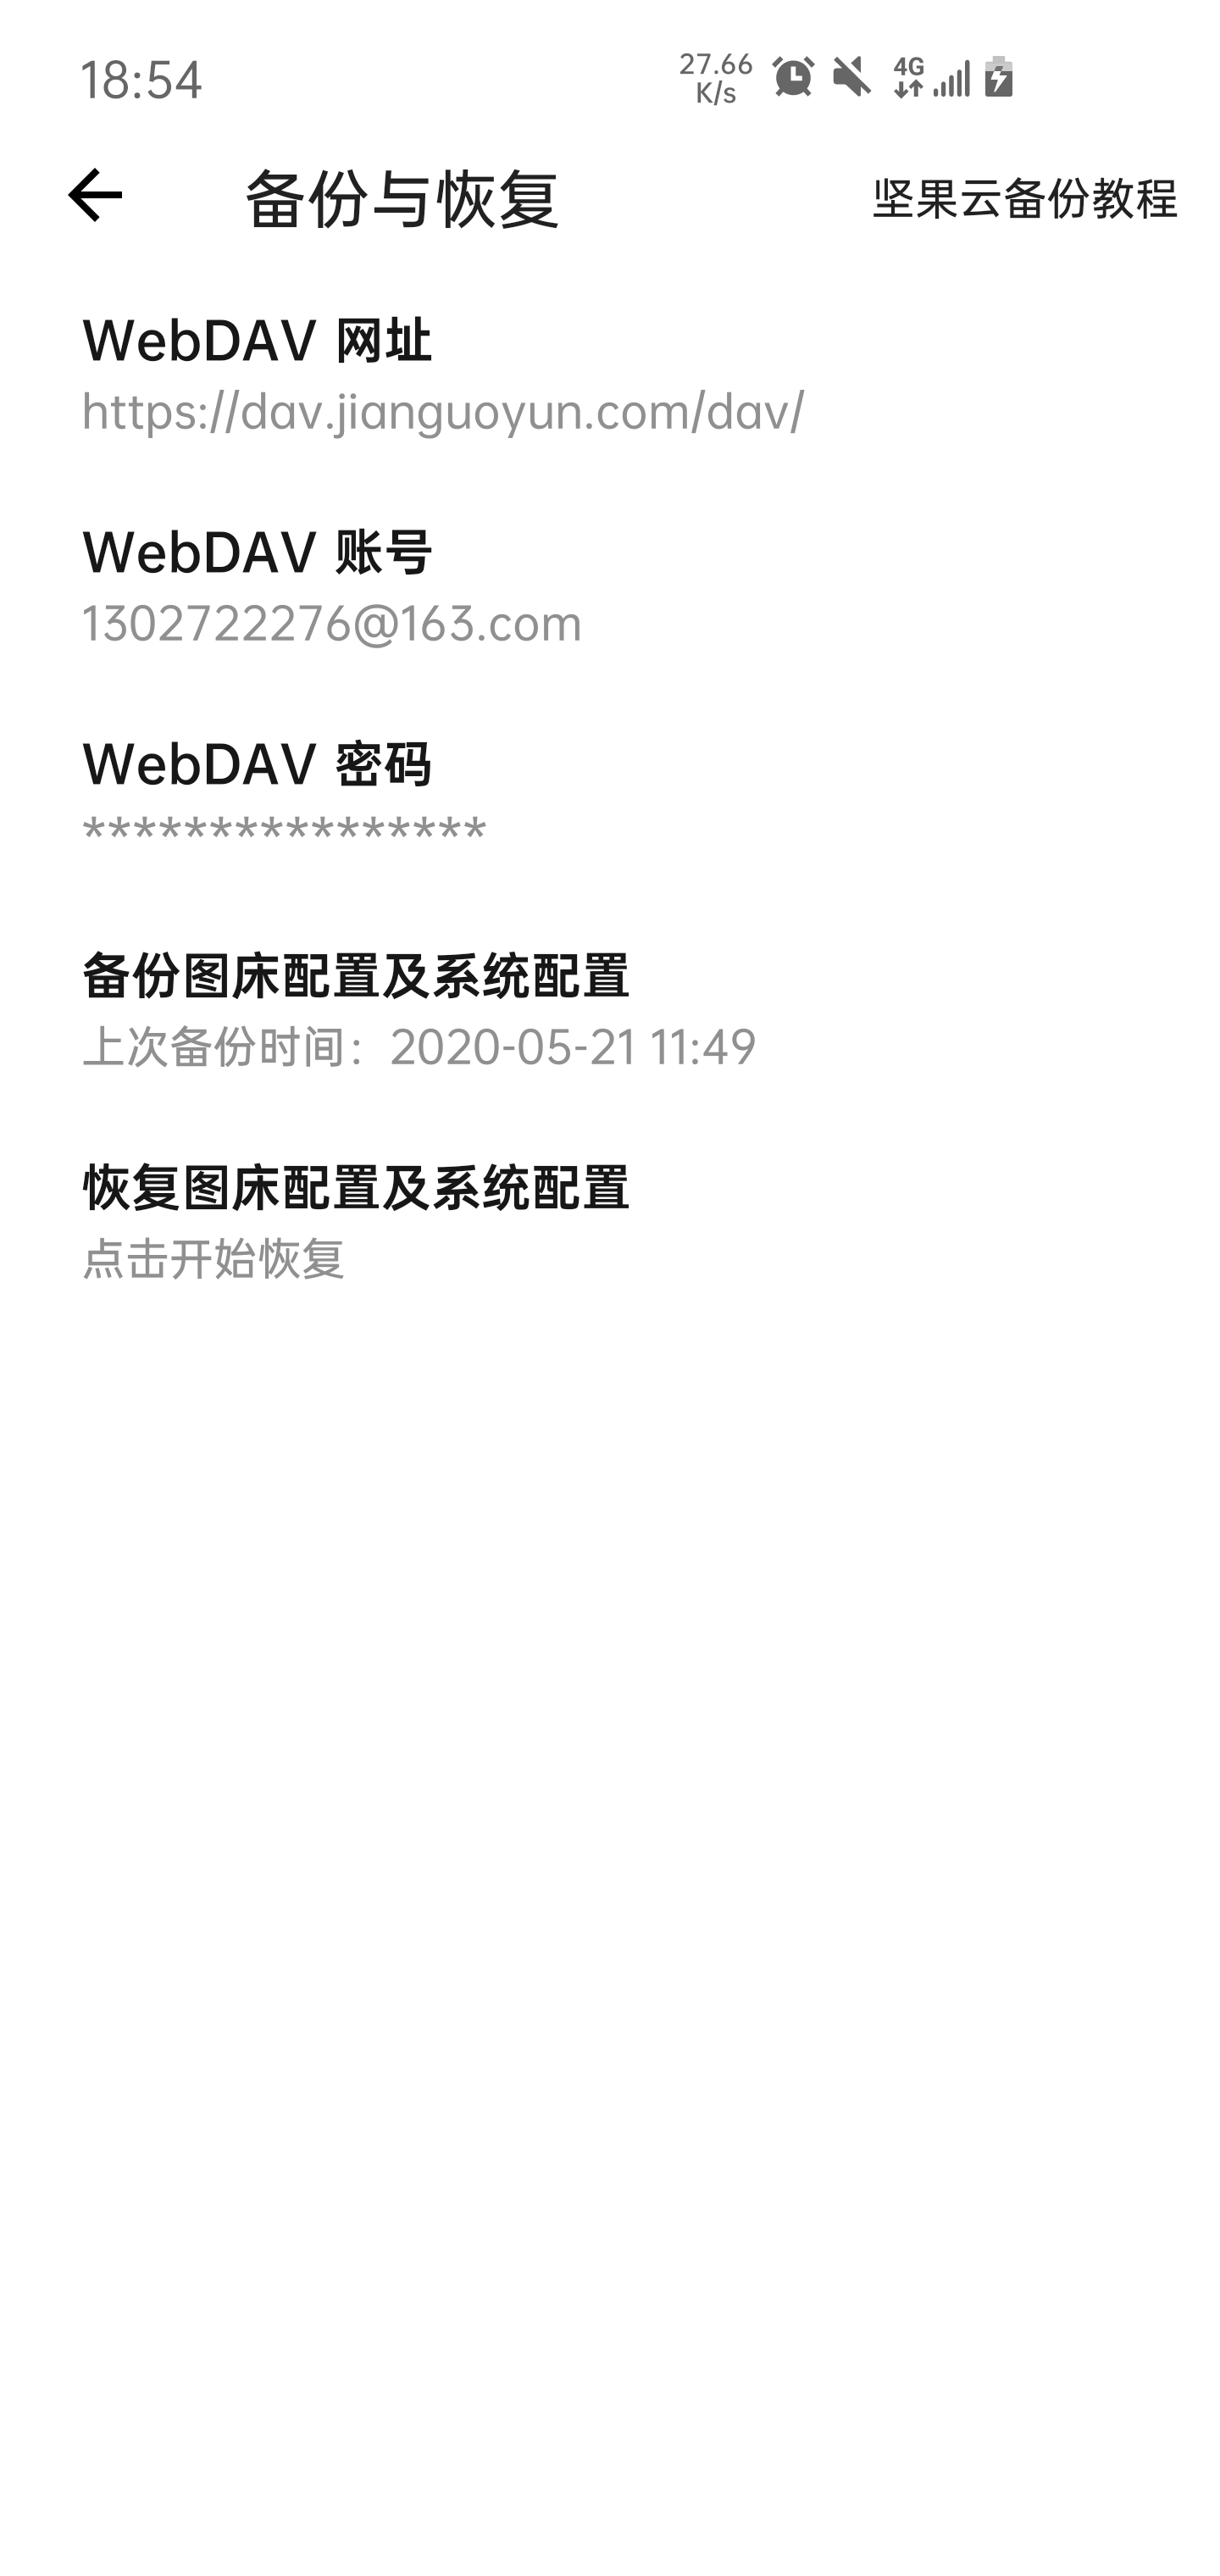 18:54
27.66
K/s
4G
备份与恢复
坚果云备份教程
WebDAV 网址
https://dav.jianguoyun.com/dav/
WebDAV 账号
1302722276@163.com
WebDAV 密码
****************
备份图床配置及系统配置
上次备份时间：2020-05-21 11:49
恢复图床配置及系统配置
点击开始恢复